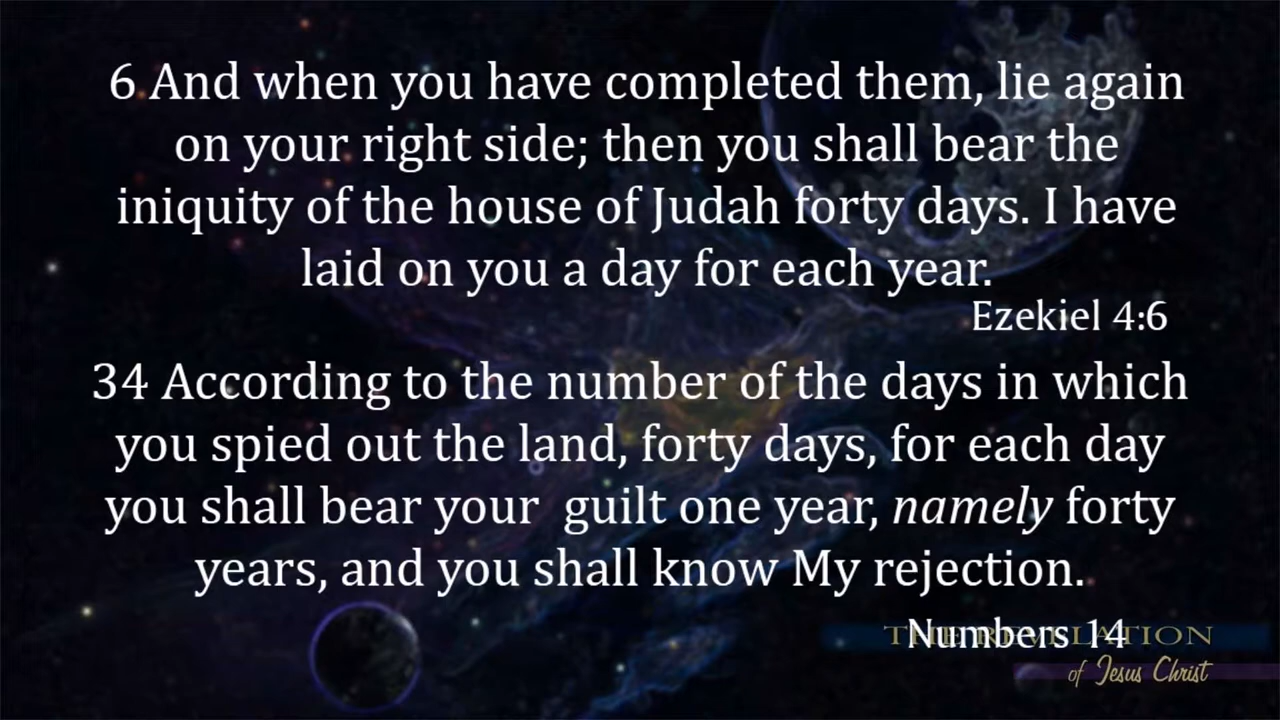 6 And when you have completed them, lie again
on your right side; then you shall bear the
iniquity of the house of Judah forty days. I have
laid on you a day for each year.
Ezekiel 4:6
34 According to the number of the days in which
you spied out the land, forty days, for each day
you shall bear your  guilt one year, namely forty
years, and you shall know My rejection.
Numbers 14
THE REVELATION
of Jesus Christ